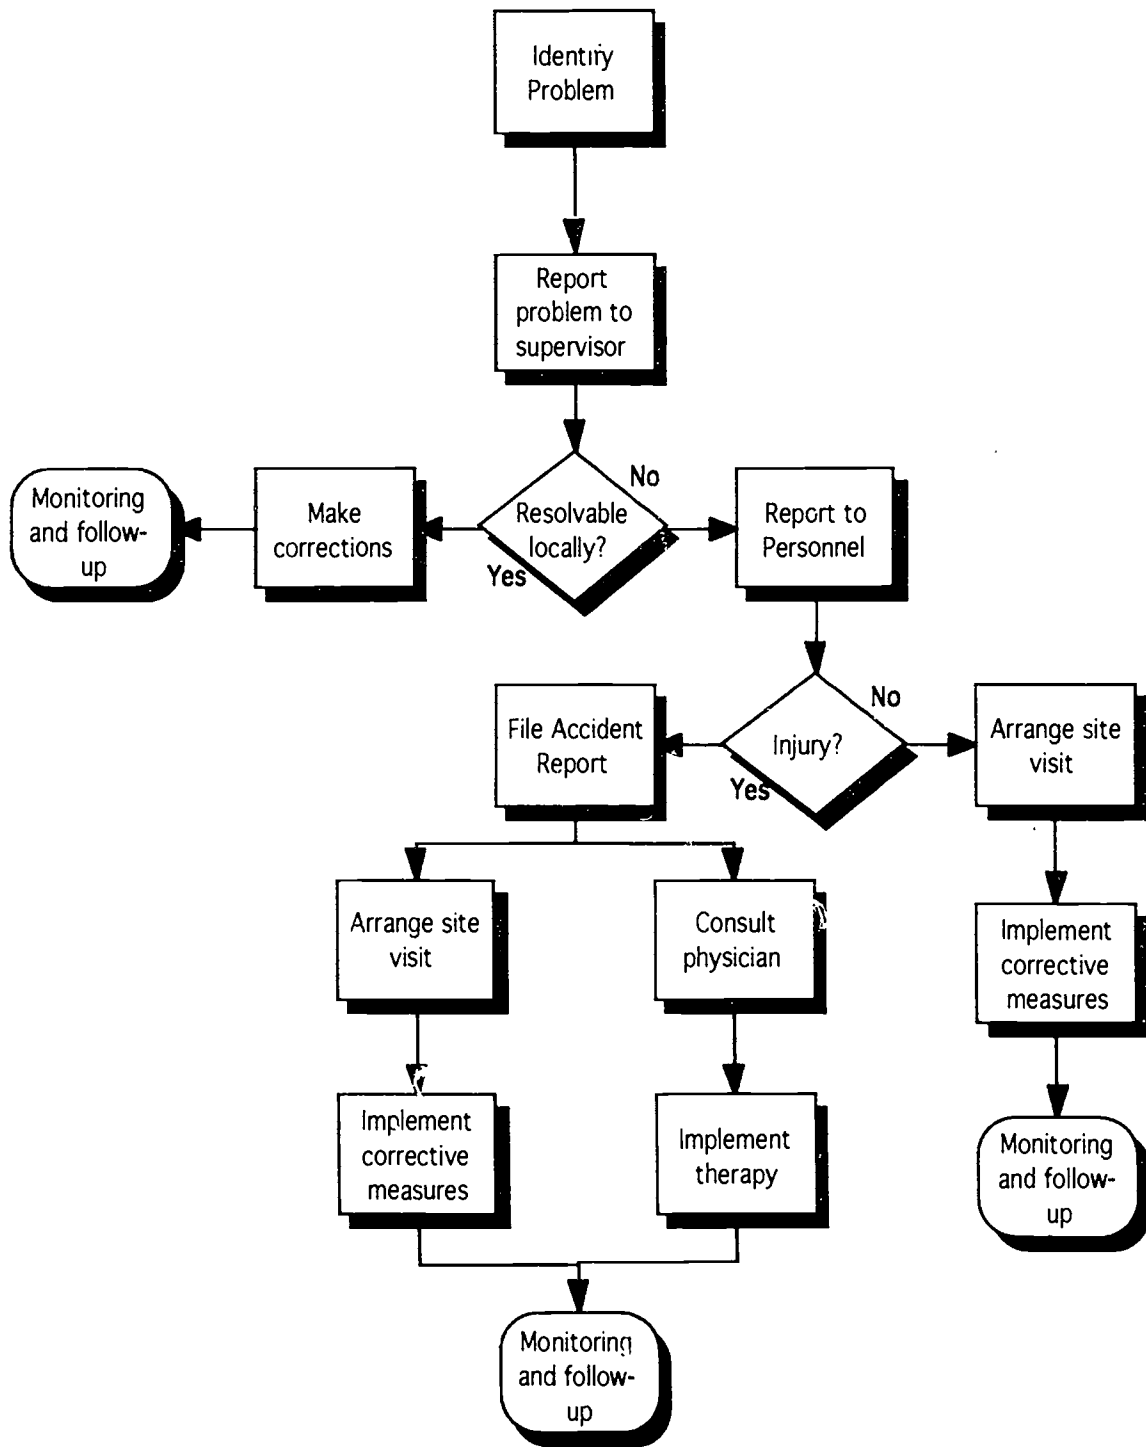 Identify
Problem
Report
problem to
supervisor
No
Monitoring
and follow-
up
Make
corrections
Resolvable
locally?
Yes
Report to
Personnel
File Accident
Report
Injury?
Yes
No
Arrange site
visit
Arrange site
visit
Consult
physician
Implement
corrective
measures
Implement
corrective
measures
Implement
therapy
Monitoring
and follow-
up
Monitoring
and follow-
up